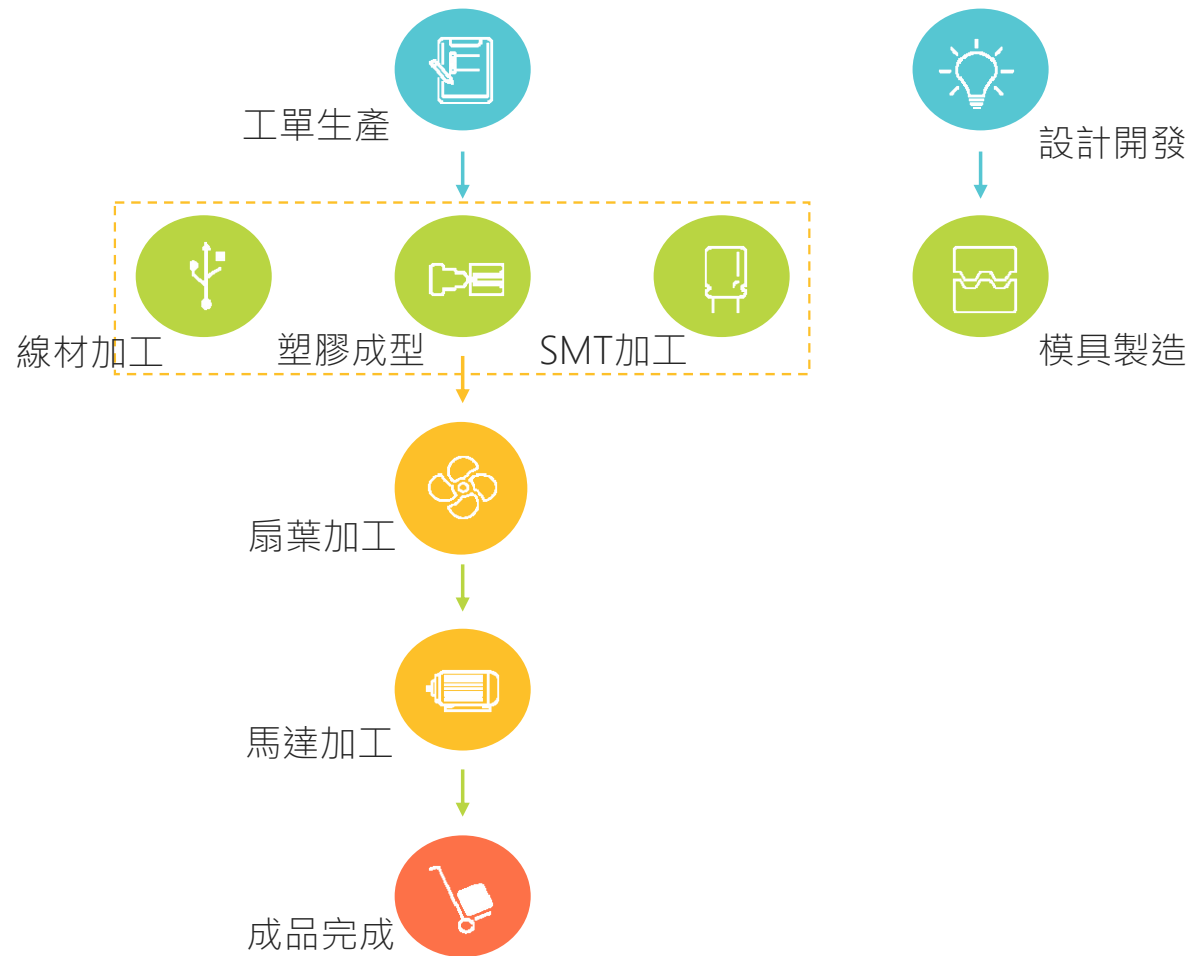 工單生產
設計開發
線材加工
塑膠成型
SMT加工
模具製造
扇葉加工
馬達加工
成品完成